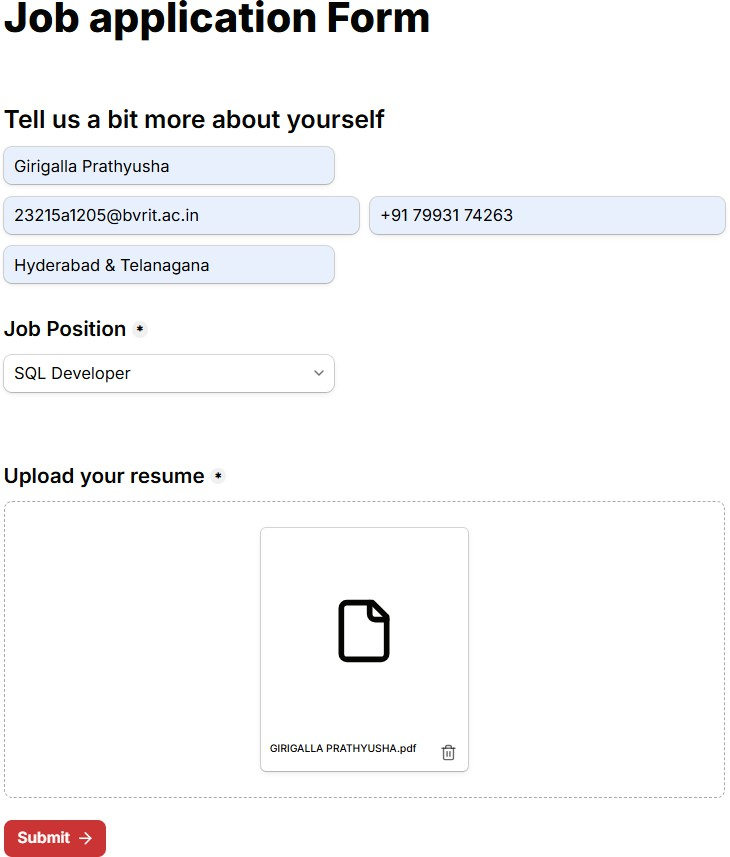 Job application Form
Tell us a bit more about yourself
Girigalla Prathyusha
23215a1205@bvrit.ac.in +91 79931 74263
Hyderabad & Telanagana
Job Position *
SQL Developer
Upload your resume *
GIRIGALLA PRATHYUSHA.pdf
Submit →